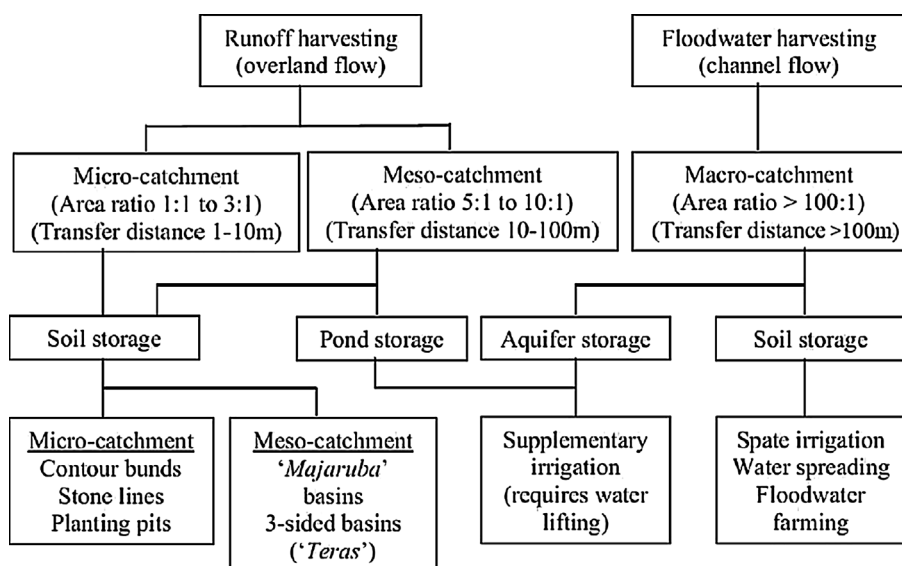 Runoff harvesting
(overland flow)
Floodwater harvesting
(channel flow)
Micro-catchment
(Area ratio 1:1 to 3:1)
(Transfer distance 1-10m)
Meso-catchment
(Area ratio 5:1 to 10:1)
(Transfer distance 10-100m)
Macro-catchment
(Area ratio > 100:1)
(Transfer distance >100m)
Soil storage
Pond storage
Aquifer storage
Soil storage
Micro-catchment
Contour bunds
Stone lines
Planting pits
Meso-catchment
‘Majaruba’
basins
3-sided basins
(‘Teras’)
Supplementary
irrigation
(requires water
lifting)
Spate irrigation
Water spreading
Floodwater
farming